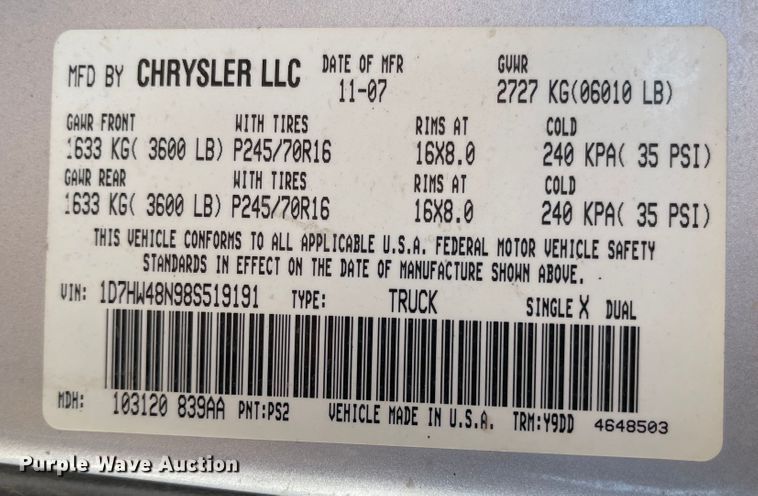 MFD BY CHRYSLER LLC DATE OF MFR 11-07 GVWR 2727 KG(06010 LB)
GAWR FRONT WITH TIRES RIMS AT COLD
1633 KG( 3600 LB) P245/70R16 16X8.0 240 KPA( 35 PSI)
GAWR REAR WITH TIRES RIMS AT COLD
1633 KG( 3600 LB) P245/70R16 16X8.0 240 KPA( 35 PSI)
THIS VEHICLE CONFORMS TO ALL APPLICABLE U.S.A. FEDERAL MOTOR VEHICLE SAFETY
STANDARDS IN EFFECT ON THE DATE OF MANUFACTURE SHOWN ABOVE.
VIN: 1D7HW48N98S519191 TYPE: TRUCK SINGLE X DUAL
MDH: 103120 839AA PNT:PS2 VEHICLE MADE IN U.S.A. TRM:Y9DD 4648503
Purple Wave Auction